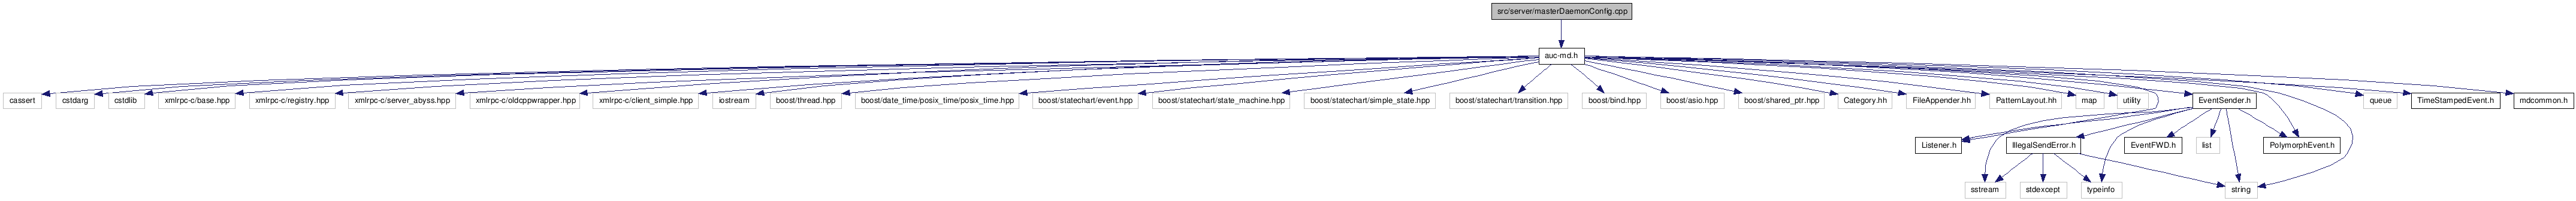 src/server/masterDaemonConfig.cpp
auc-md.h
cassert
cstdarg
cstdlib
xmlrpc-c/base.hpp
xmlrpc-c/registry.hpp
xmlrpc-c/server_abyss.hpp
xmlrpc-c/oldcppwrapper.hpp
xmlrpc-c/client_simple.hpp
iostream
boost/thread.hpp
boost/date_time/posix_time/posix_time.hpp
boost/statechart/event.hpp
boost/statechart/state_machine.hpp
boost/statechart/simple_state.hpp
boost/statechart/transition.hpp
boost/bind.hpp
boost/asio.hpp
boost/shared_ptr.hpp
Category.hh
FileAppender.hh
PatternLayout.hh
map
utility
EventSender.h
queue
TimeStampedEvent.h
mdcommon.h
Listener.h
IllegalSendError.h
EventFWD.h
list
PolymorphEvent.h
sstream
stdexcept
typeinfo
string